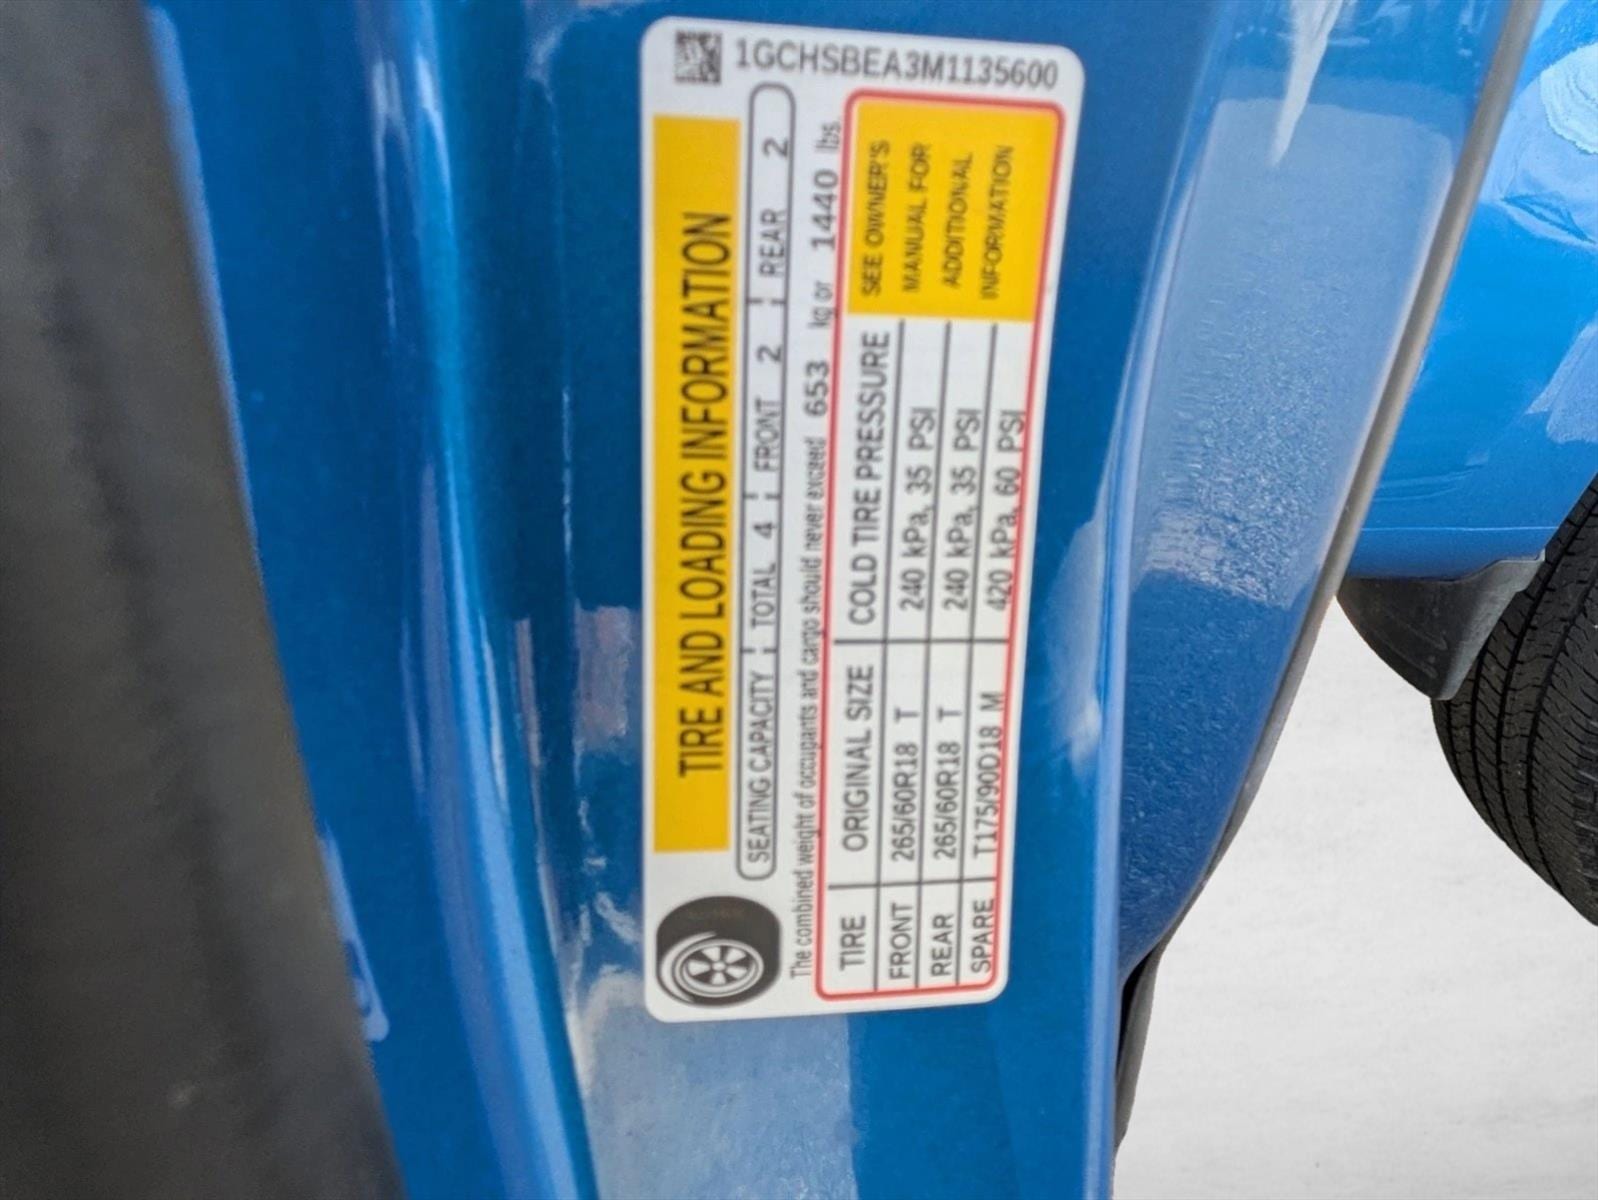 1GCHSBEA3M1135600
TIRE AND LOADING INFORMATION
SEATING CAPACITY TOTAL 4 FRONT 2 REAR 2
The combined weight of occupants and cargo should never exceed 653 kg or 1440 lbs.
TIRE ORIGINAL SIZE COLD TIRE PRESSURE
FRONT 265/60R18 T 240 kPa, 35 PSI
REAR 265/60R18 T 240 kPa, 35 PSI
SPARE T175/90D18 M 420 kPa, 60 PSI
SEE OWNER'S
MANUAL FOR
ADDITIONAL
INFORMATION